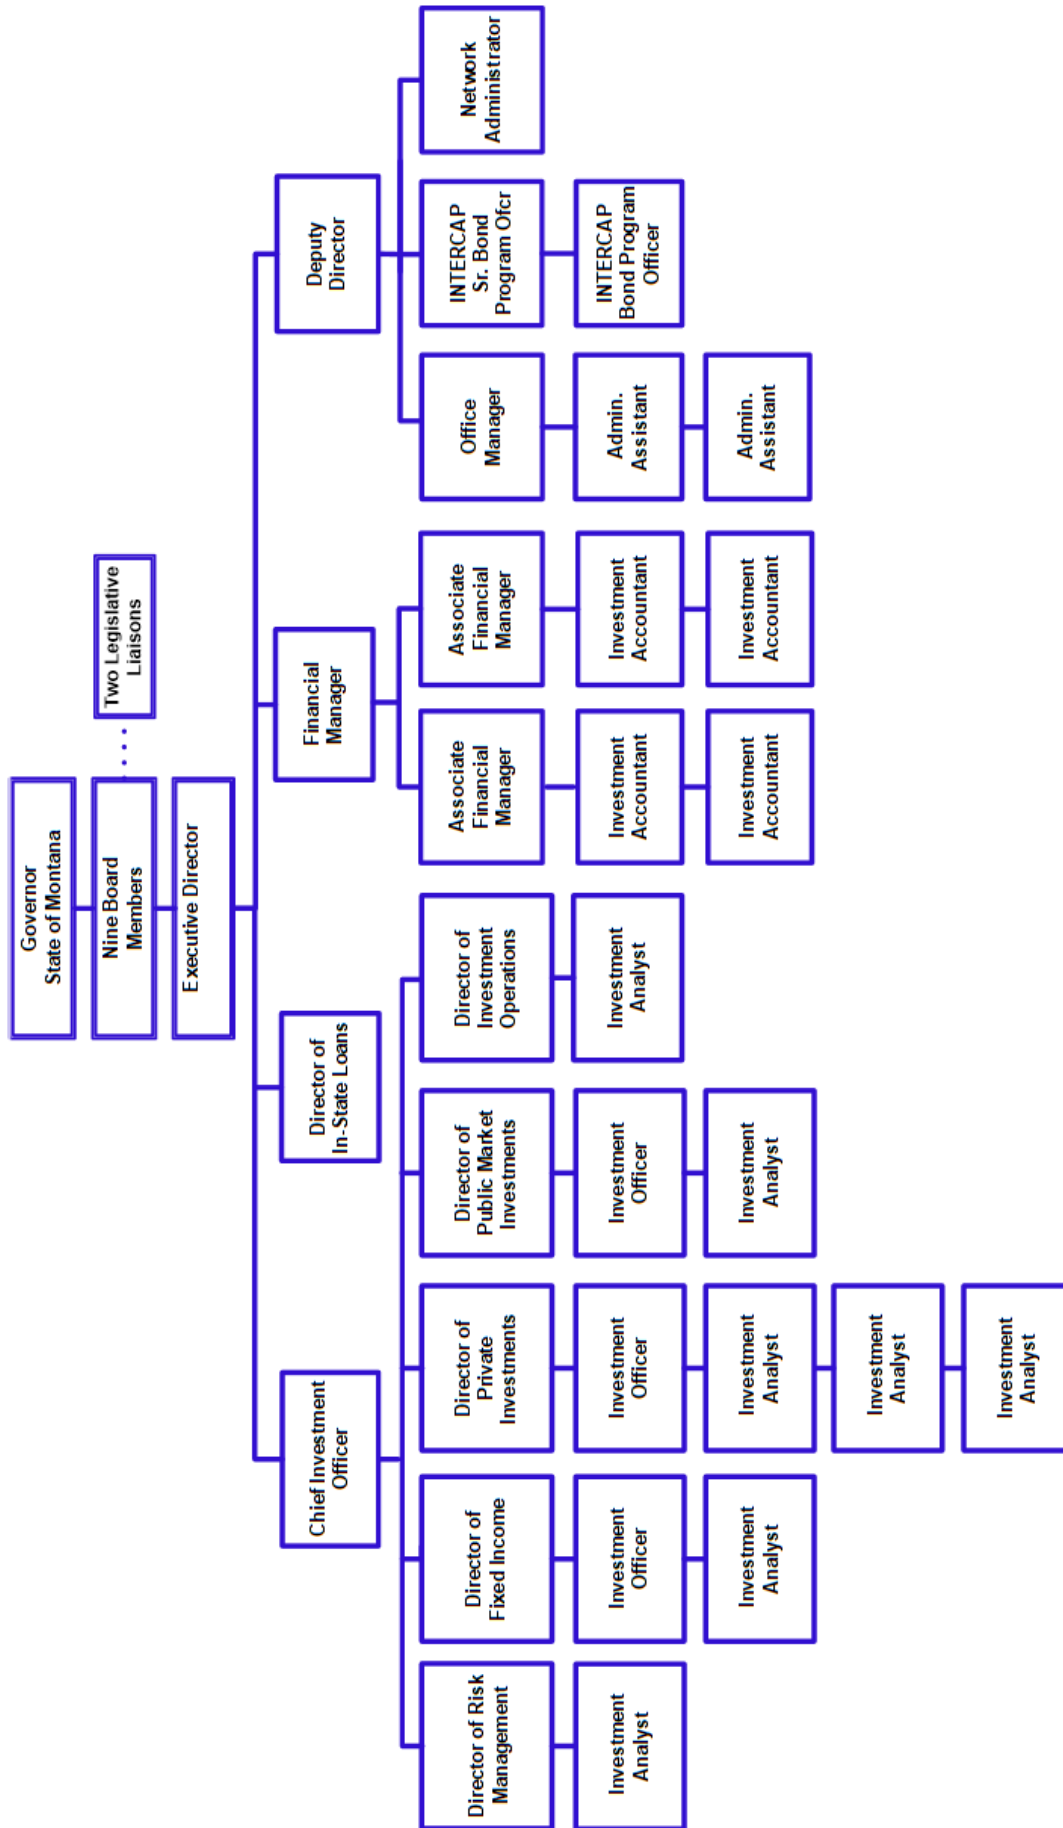 Governor
State of Montana
Nine Board
Members
Two Legislative
Liaisons
Executive Director
Chief Investment
Officer
Director of
In-State Loans
Financial
Manager
Deputy
Director
Director of Risk
Management
Director of
Fixed Income
Director of
Private
Investments
Director of
Public Market
Investments
Director of
Investment
Operations
Associate
Financial
Manager
Associate
Financial
Manager
Office
Manager
INTERCAP
Sr. Bond
Program Ofcr
Network
Administrator
Investment
Analyst
Investment
Officer
Investment
Officer
Investment
Officer
Investment
Analyst
Investment
Accountant
Investment
Accountant
Admin.
Assistant
INTERCAP
Bond Program
Officer
Investment
Analyst
Investment
Analyst
Investment
Analyst
Investment
Accountant
Investment
Accountant
Admin.
Assistant
Investment
Analyst
Investment
Analyst